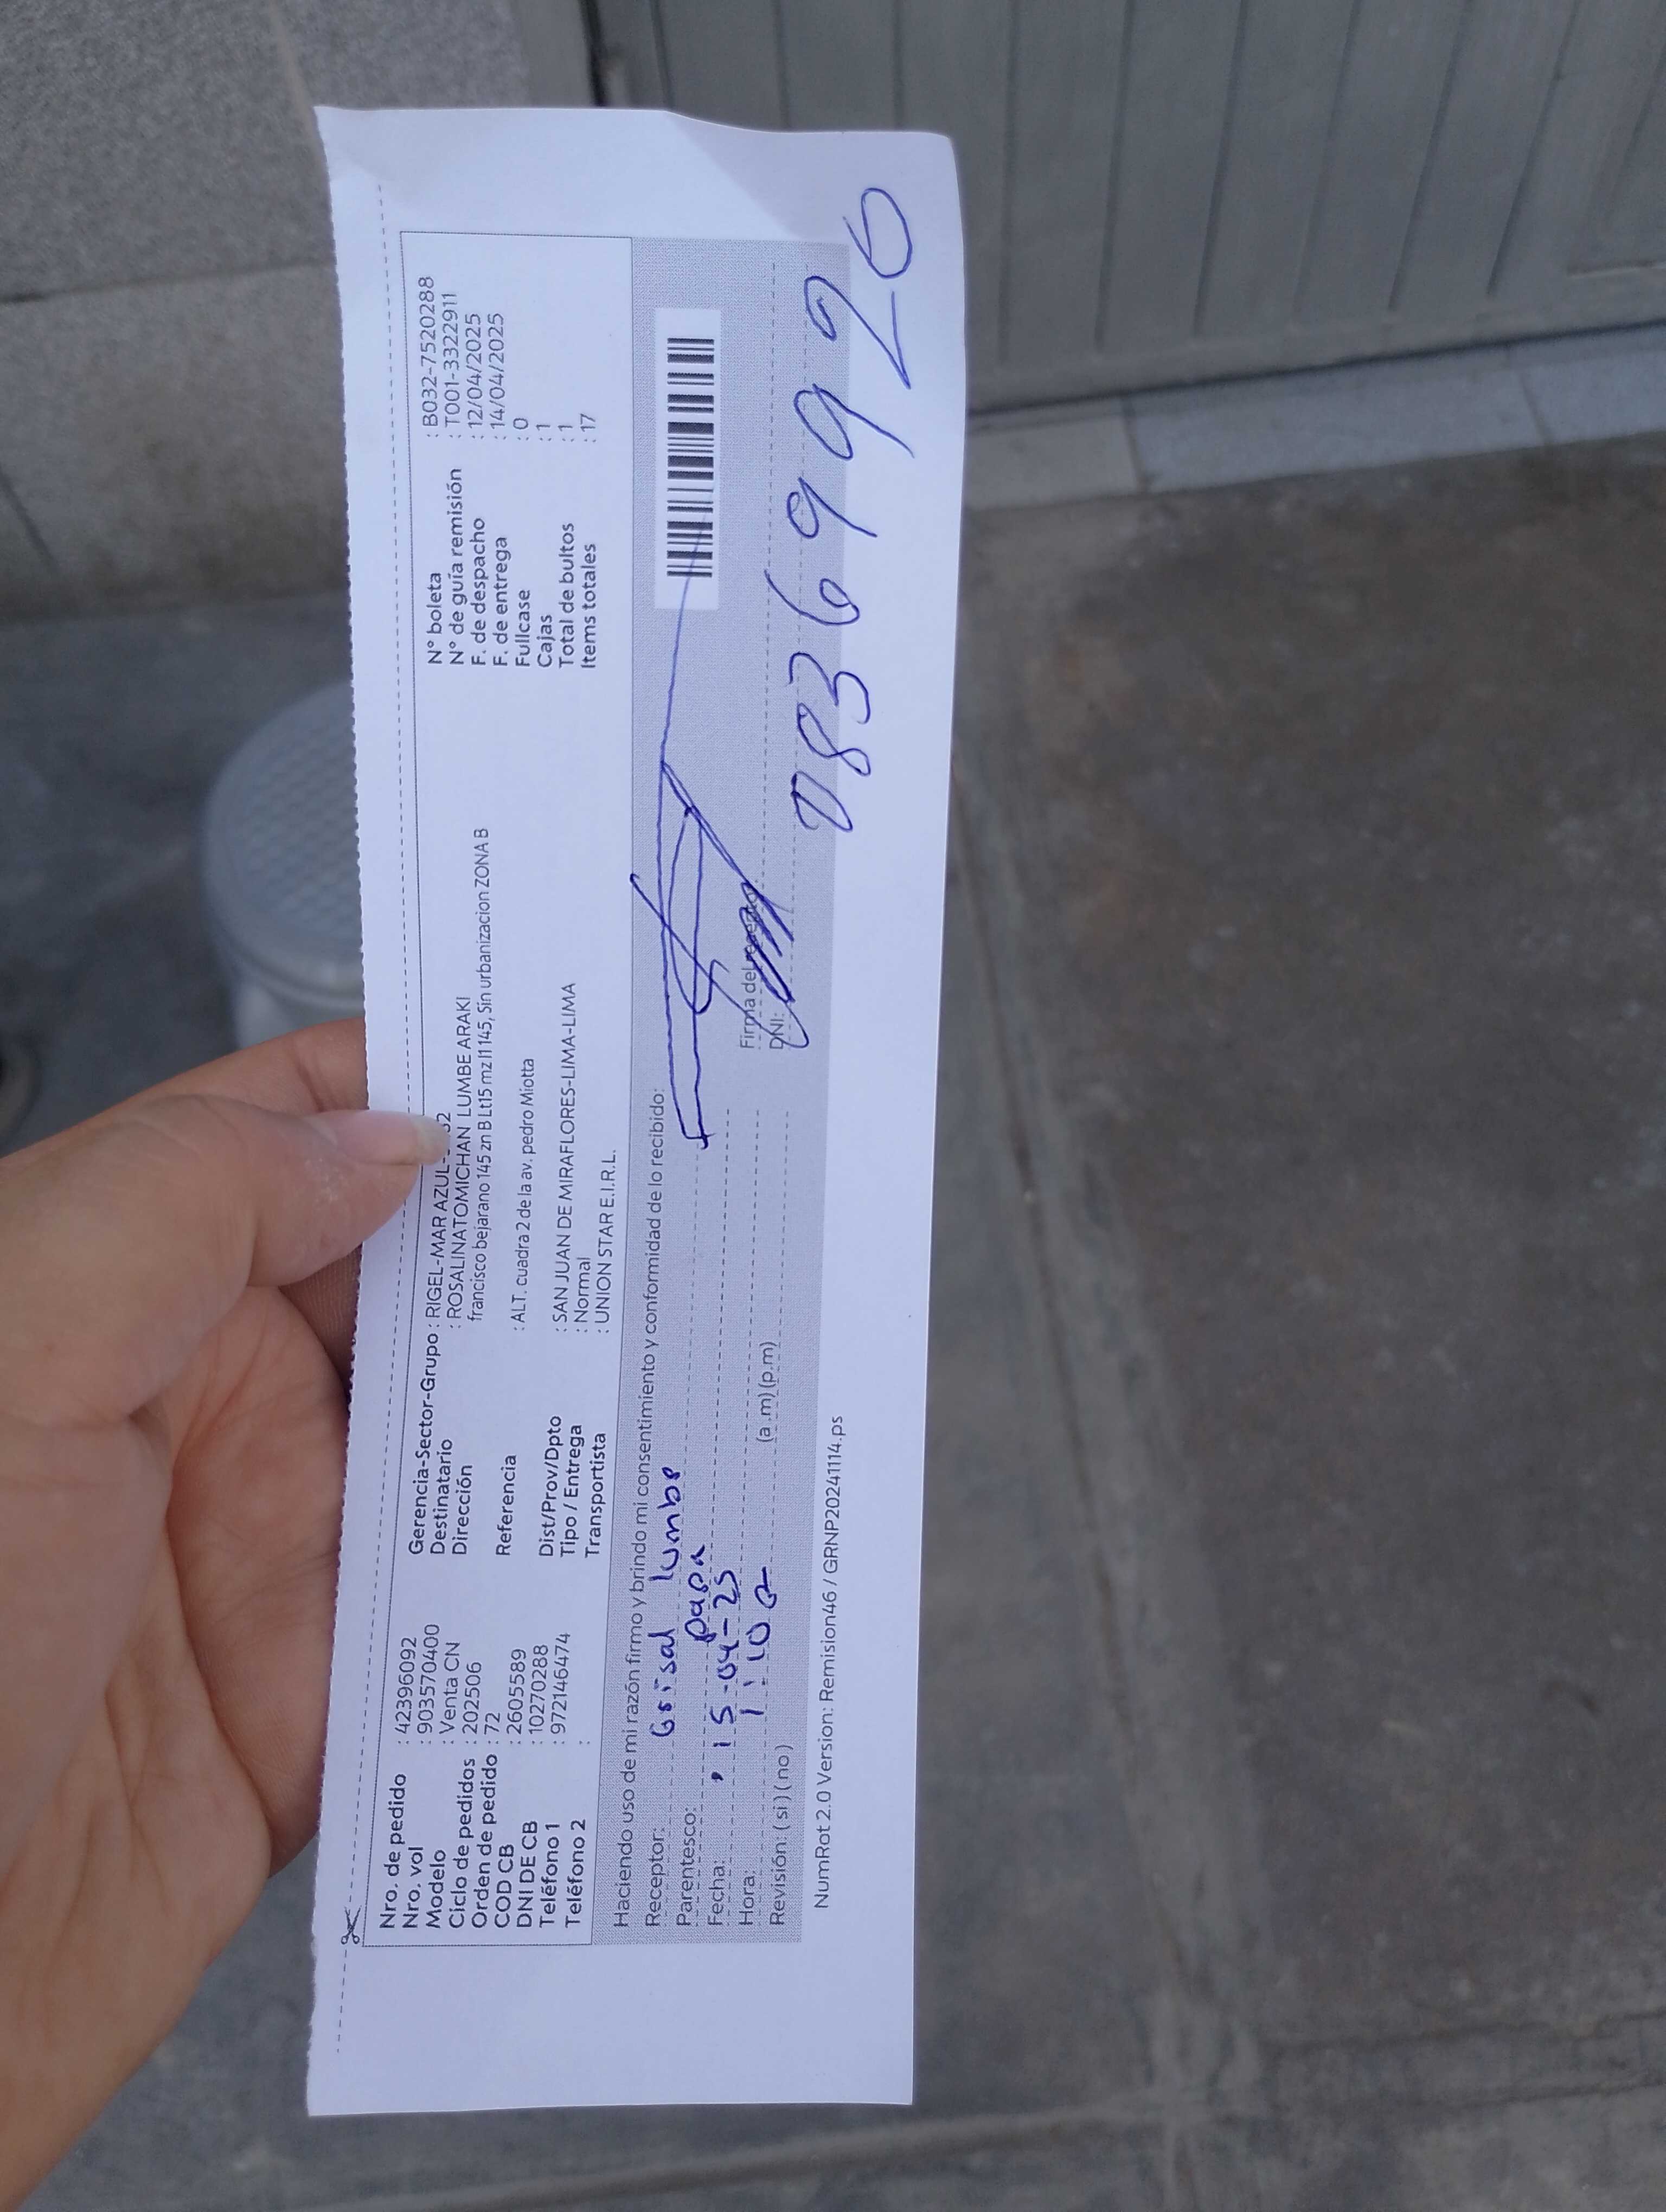 Nro. de pedido : 42396092
Nro. vol : 903570400
Modelo : Venta CN
Ciclo de pedidos : 202506
Orden de pedido : 72
COD CB : 2605589
DNI DE CB : 10270288
Teléfono 1 : 972146474
Teléfono 2 :
Gerencia-Sector-Grupo : RIGEL-MAR AZUL-
Destinatario : ROSALINATOMICHAN LUMBE ARAKI
Dirección francisco bejarano 145 zn B Lt15 mz l1 145, Sin urbanizacion ZONA B
Referencia : ALT. cuadra 2 de la av. pedro Miotta
Dist/Prov/Dpto : SAN JUAN DE MIRAFLORES-LIMA-LIMA
Tipo / Entrega : Normal
Transportista : UNION STAR E.I.R.L.
N° boleta : B032-7520288
N° de guía remisión : T001-3322911
F. de despacho : 12/04/2025
F. de entrega : 14/04/2025
Fullcase : 0
Cajas : 1
Total de bultos : 1
Items totales : 17
Haciendo uso de mi razón firmo y brindo mi consentimiento y conformidad de lo recibido:
Receptor: lumbe
Parentesco: papa
Fecha: 15-04-25
Hora: 1:10 (a.m) (p.m)
Revisión: (si) (no)
Firma del receptor:
DNI: 08369926
NumRot 2.0 Version: Remision46 / GRNP20241114.ps